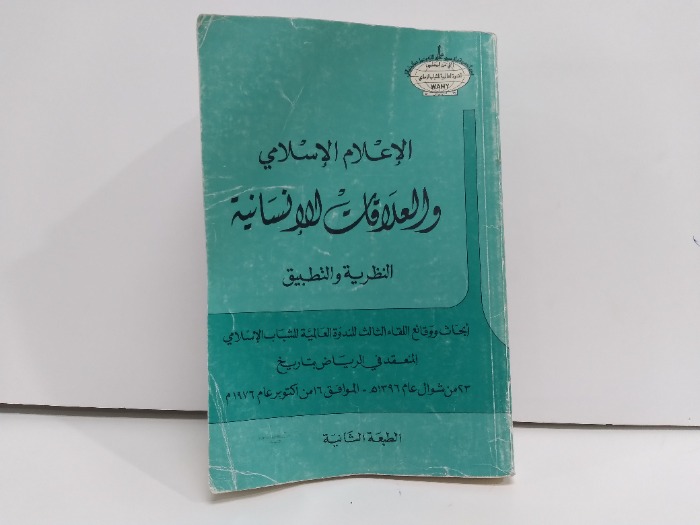 WAMY
الإعلام الإسلامي
والعلاقات الإنسانية
النظرية والتطبيق
أبحاث ووقائع اللقاء الثالث للندوة العالمية للشباب الإسلامي
المنعقد في الرياض بتاريخ
٢٣ من شوال عام ١٣٩٦هـ - الموافق ١٦ من أكتوبر عام ١٩٧٦م
الطبعة الثانية